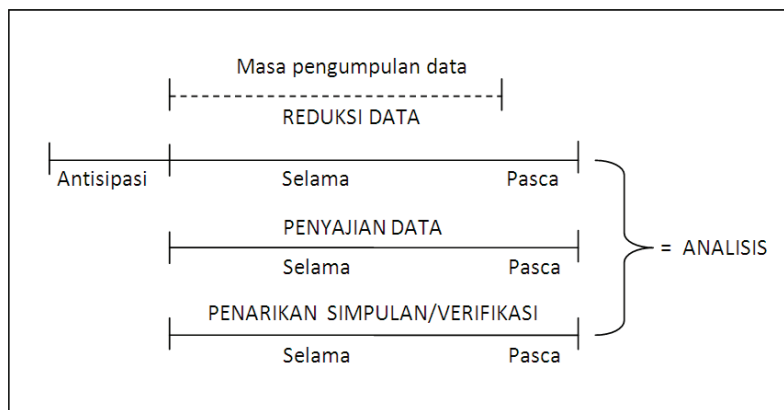 Masa pengumpulan data
REDUKSI DATA
Antisipasi Selama Pasca
PENYAJIAN DATA
Selama Pasca
= ANALISIS
PENARIKAN SIMPULAN/VERIFIKASI
Selama Pasca